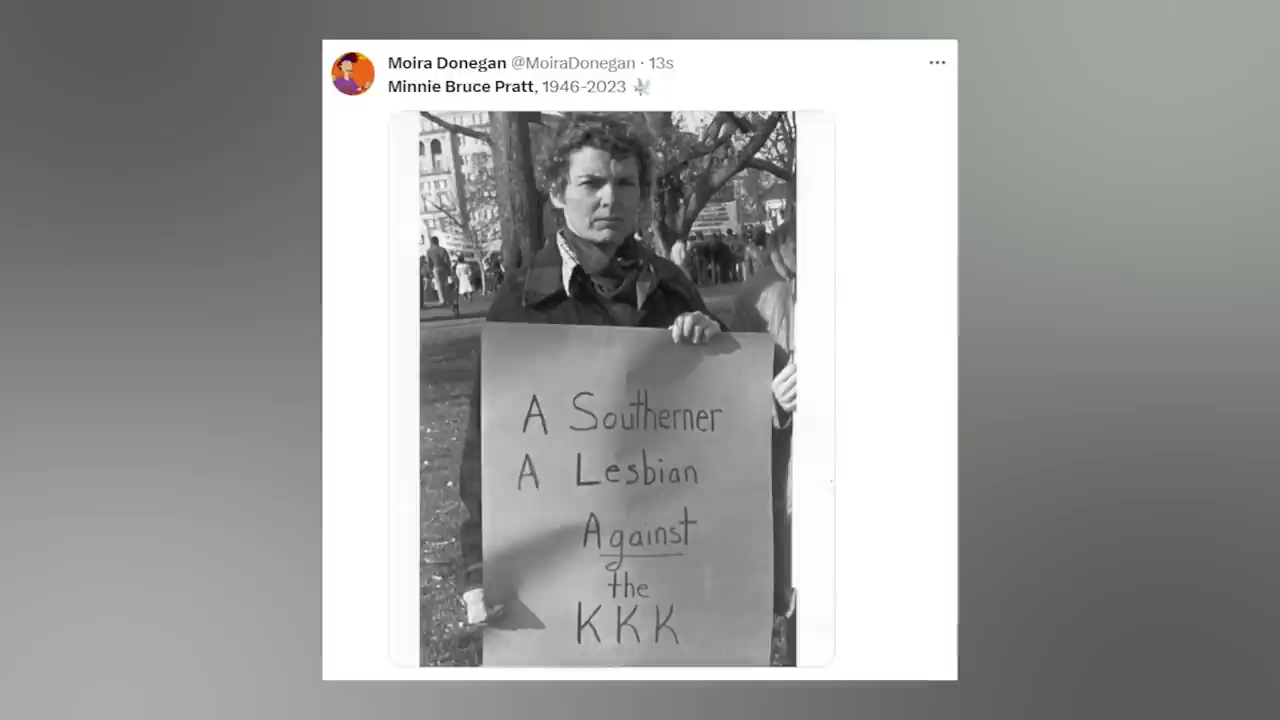 Moira Donegan @MoiraDonegan · 13s
Minnie Bruce Pratt, 1946-2023
A Southerner
A Lesbian
Against
the
KKK